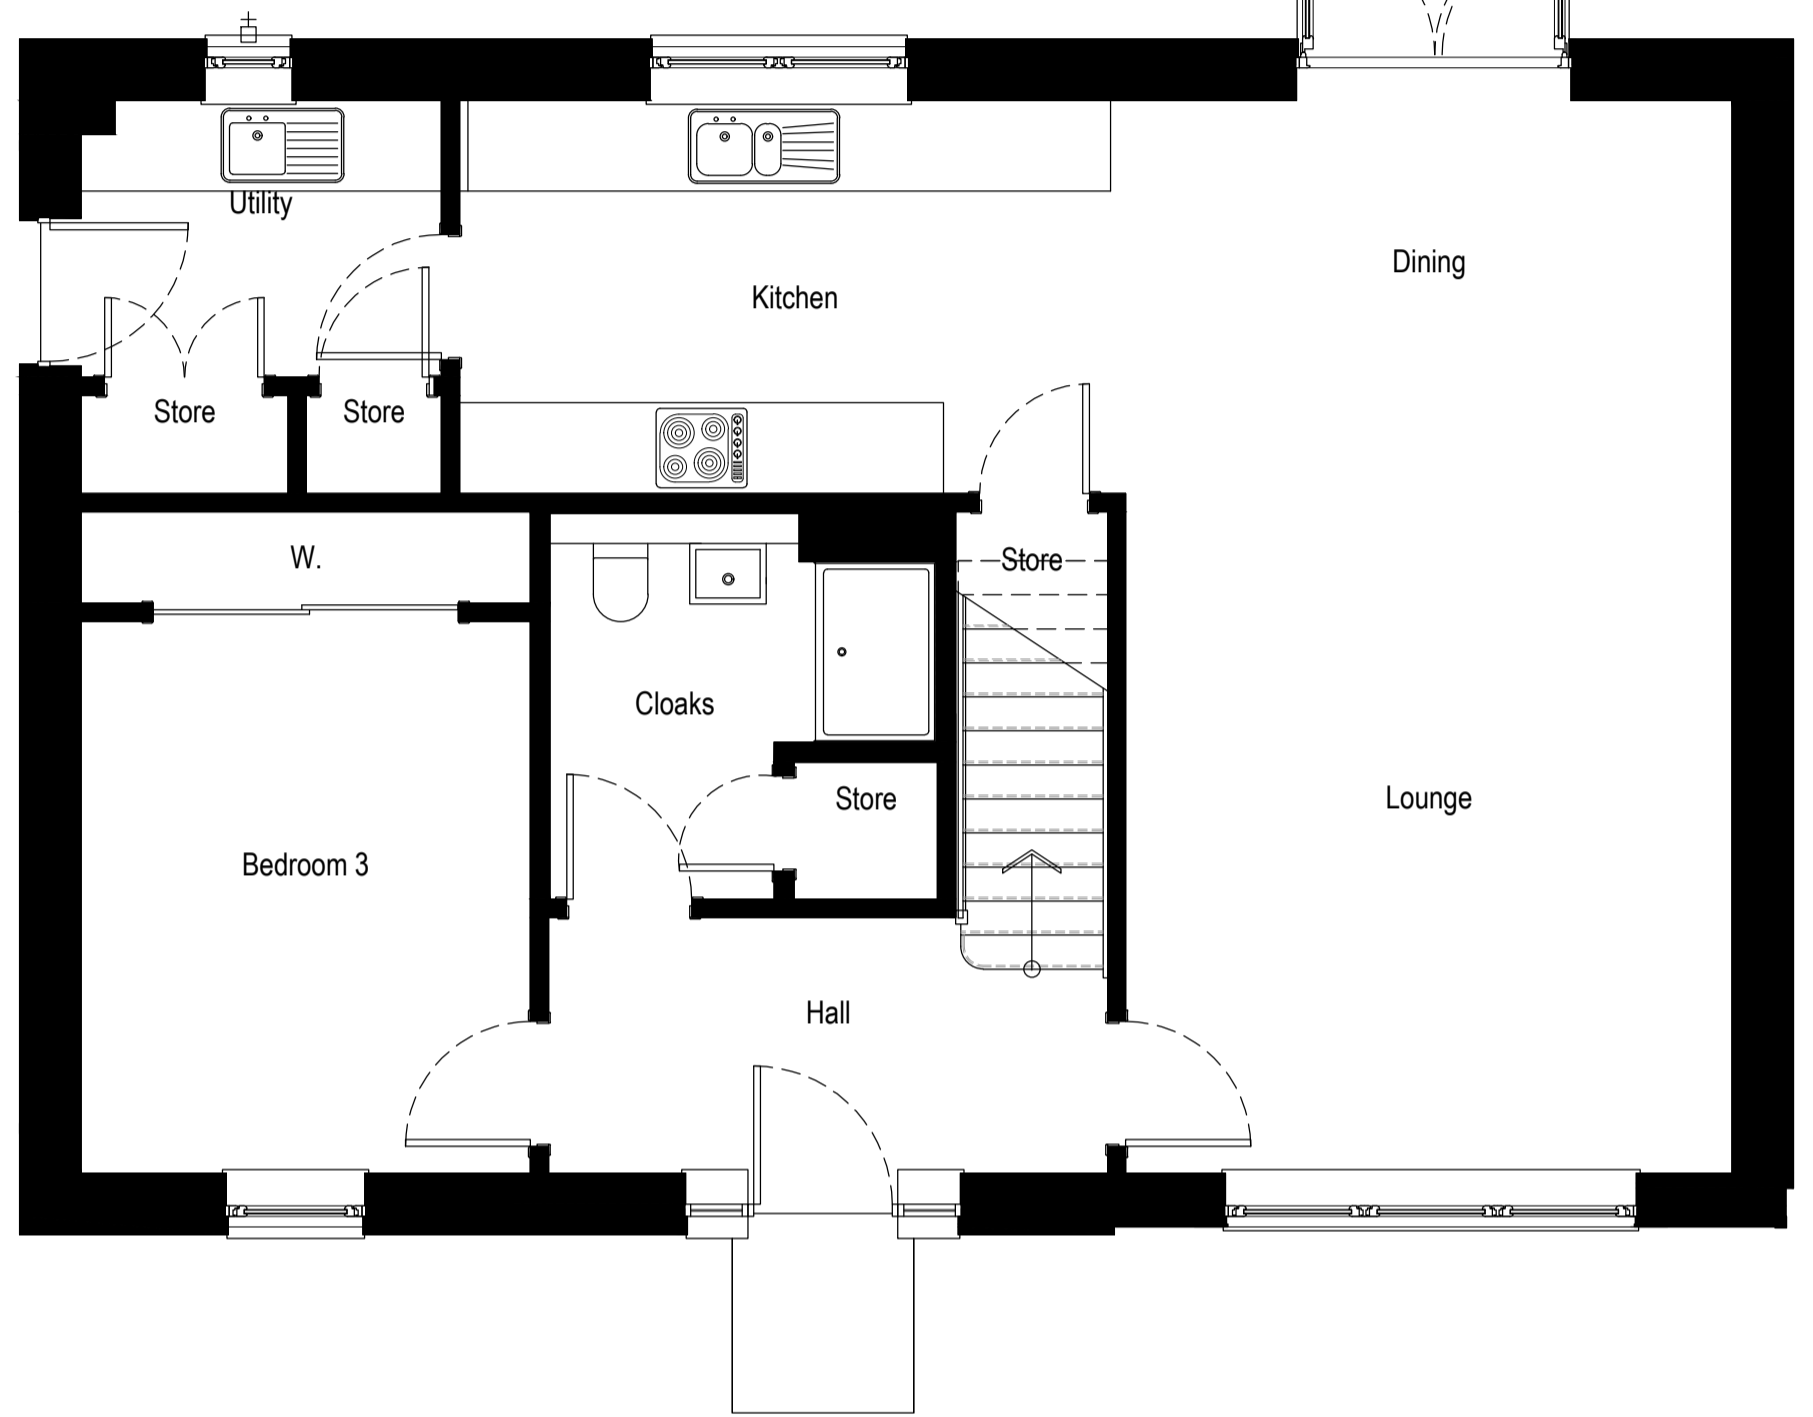 Utility
Dining
Kitchen
Store
Store
W.
Store
Cloaks
Store
Lounge
Bedroom 3
Hall